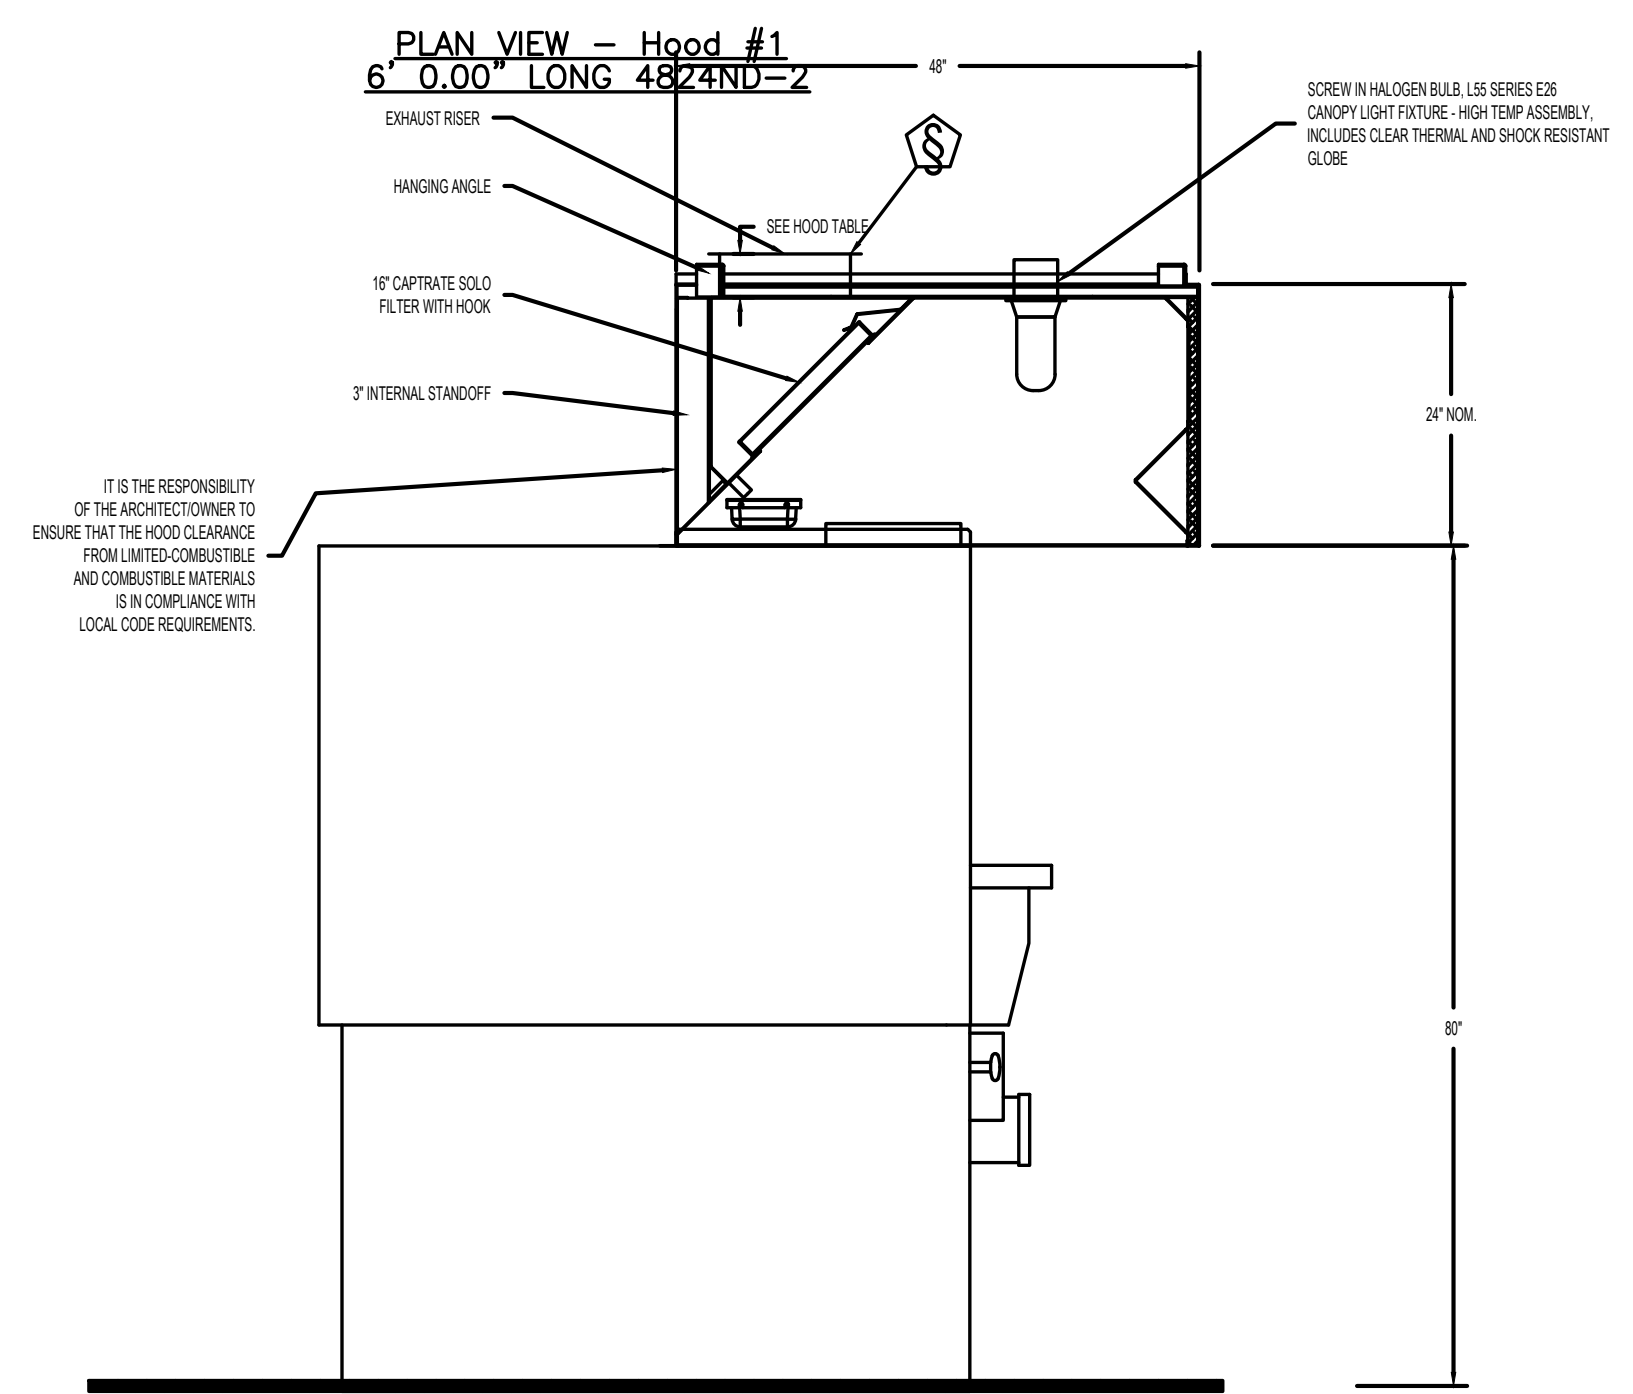 PLAN VIEW - Hood #1
6' 0.00" LONG 4824ND-2
48"
SCREW IN HALOGEN BULB, L55 SERIES E26
CANOPY LIGHT FIXTURE - HIGH TEMP ASSEMBLY,
INCLUDES CLEAR THERMAL AND SHOCK RESISTANT
GLOBE
EXHAUST RISER
§
HANGING ANGLE
SEE HOOD TABLE
16" CAPTRATE SOLO
FILTER WITH HOOK
3" INTERNAL STANDOFF
24" NOM.
IT IS THE RESPONSIBILITY
OF THE ARCHITECT/OWNER TO
ENSURE THAT THE HOOD CLEARANCE
FROM LIMITED-COMBUSTIBLE
AND COMBUSTIBLE MATERIALS
IS IN COMPLIANCE WITH
LOCAL CODE REQUIREMENTS.
80"